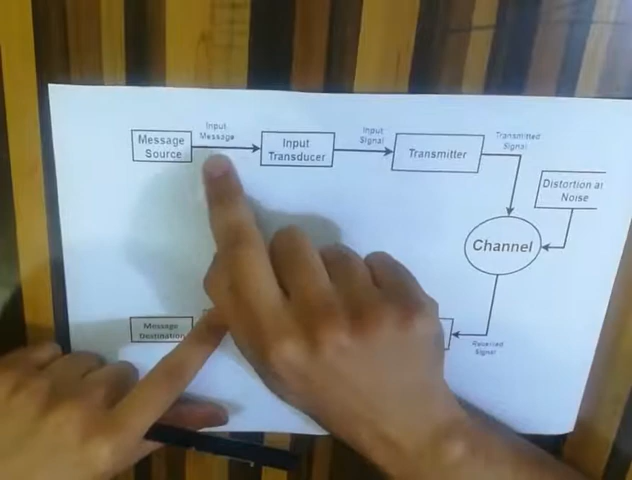 Input
Message
Message
Source
Input
Transducer
Input
Signal
Transmitter
Transmitted
Signal
Distortion a
Noise
Channel
Message
Destination
Received
Signal